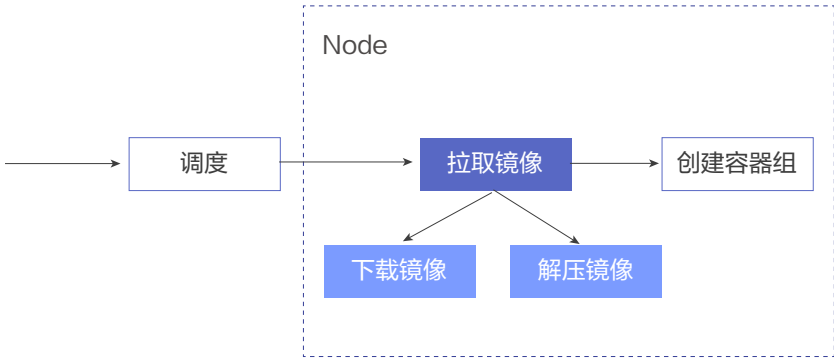 Node
调度
拉取镜像
创建容器组
下载镜像
解压镜像